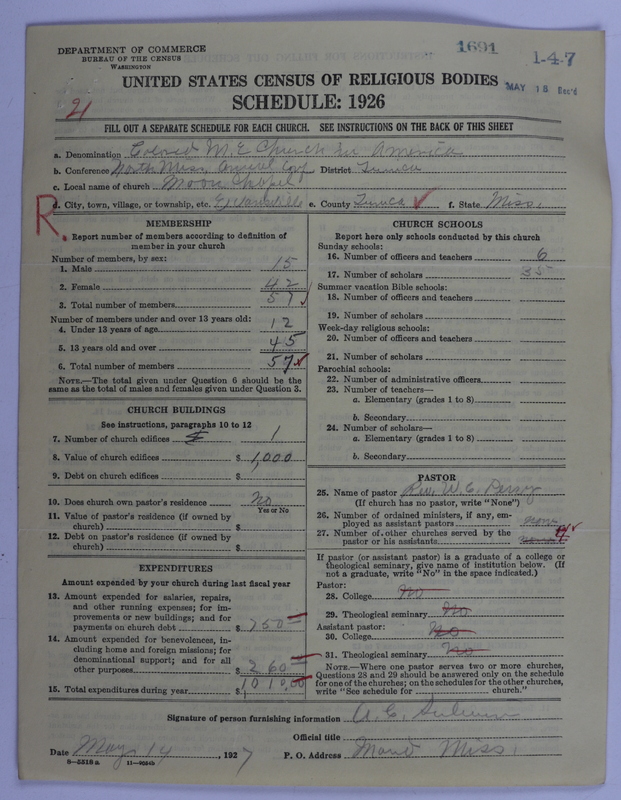 DEPARTMENT OF COMMERCE
BUREAU OF THE CENSUS
WASHINGTON
1691
1-4-7
MAY 18 Rec'd
UNITED STATES CENSUS OF RELIGIOUS BODIES
SCHEDULE: 1926
21
FILL OUT A SEPARATE SCHEDULE FOR EACH CHURCH. SEE INSTRUCTIONS ON THE BACK OF THIS SHEET
a. Denomination Colored M. E. Church in America
b. Conference North Miss. Annual Conf District Tunica
c. Local name of church Moore Chapel
R.
d. City, town, village, or township, etc. e. County Tunica ✓ f. State Miss.
MEMBERSHIP
Report number of members according to definition of
member in your church
Number of members, by sex:
1. Male 15
2. Female 42
3. Total number of members 57
Number of members under and over 13 years old:
4. Under 13 years of age 12
5. 13 years old and over 45
6. Total number of members 57 ✓
NOTE.—The total given under Question 6 should be the
same as the total of males and females given under Question 3.
CHURCH BUILDINGS
See instructions, paragraphs 10 to 12
7. Number of church edifices 1
8. Value of church edifices $ 1,000
9. Debt on church edifices $
10. Does church own pastor's residence No
Yes or No
11. Value of pastor's residence (if owned by
church) $
12. Debt on pastor's residence (if owned by
church) $
EXPENDITURES
Amount expended by your church during last fiscal year
13. Amount expended for salaries, repairs,
and other running expenses; for im-
provements or new buildings; and for
payments on church debt $ 750
14. Amount expended for benevolences, in-
cluding home and foreign missions; for
denominational support; and for all
other purposes $ 260
15. Total expenditures during year $ 1010.00
CHURCH SCHOOLS
Report here only schools conducted by this church
Sunday schools:
16. Number of officers and teachers 6
17. Number of scholars 35
Summer vacation Bible schools:
18. Number of officers and teachers
19. Number of scholars
Week-day religious schools:
20. Number of officers and teachers
21. Number of scholars
Parochial schools:
22. Number of administrative officers
23. Number of teachers—
a. Elementary (grades 1 to 8)
b. Secondary
24. Number of scholars—
a. Elementary (grades 1 to 8)
b. Secondary
PASTOR
25. Name of pastor Rev. W. E.
(If church has no pastor, write "None")
26. Number of ordained ministers, if any, em-
ployed as assistant pastors none
27. Number of other churches served by the
pastor or his assistants
If pastor (or assistant pastor) is a graduate of a college or
theological seminary, give name of institution below. (If
not a graduate, write "No" in the space indicated.)
Pastor:
28. College No
29. Theological seminary No
Assistant pastor:
30. College No
31. Theological seminary No
NOTE.—Where one pastor serves two or more churches,
Questions 28 and 29 should be answered only on the schedule
for one of the churches; on the schedules for the other churches,
write "See schedule for church."
Signature of person furnishing information
Official title
Date May 14, 1927 P. O. Address Maud Miss.
8-5518 a 11-9054b